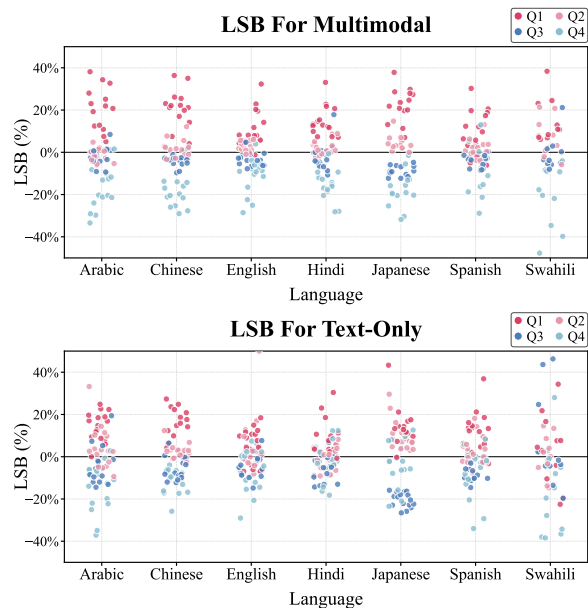 LSB For Multimodal
Q1 Q2
Q3 Q4
40%
20%
0%
−20%
−40%
LSB (%)
Arabic Chinese English Hindi Japanese Spanish Swahili
Language
LSB For Text-Only
Q1 Q2
Q3 Q4
40%
20%
0%
−20%
−40%
LSB (%)
Arabic Chinese English Hindi Japanese Spanish Swahili
Language